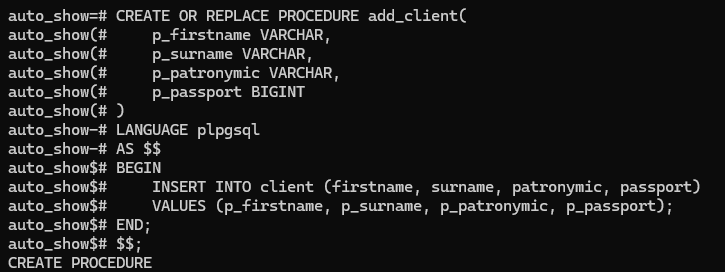 auto_show=# CREATE OR REPLACE PROCEDURE add_client(
auto_show(#     p_firstname VARCHAR,
auto_show(#     p_surname VARCHAR,
auto_show(#     p_patronymic VARCHAR,
auto_show(#     p_passport BIGINT
auto_show(# )
auto_show-# LANGUAGE plpgsql
auto_show-# AS $$
auto_show$# BEGIN
auto_show$#     INSERT INTO client (firstname, surname, patronymic, passport)
auto_show$#     VALUES (p_firstname, p_surname, p_patronymic, p_passport);
auto_show$# END;
auto_show$# $$;
CREATE PROCEDURE